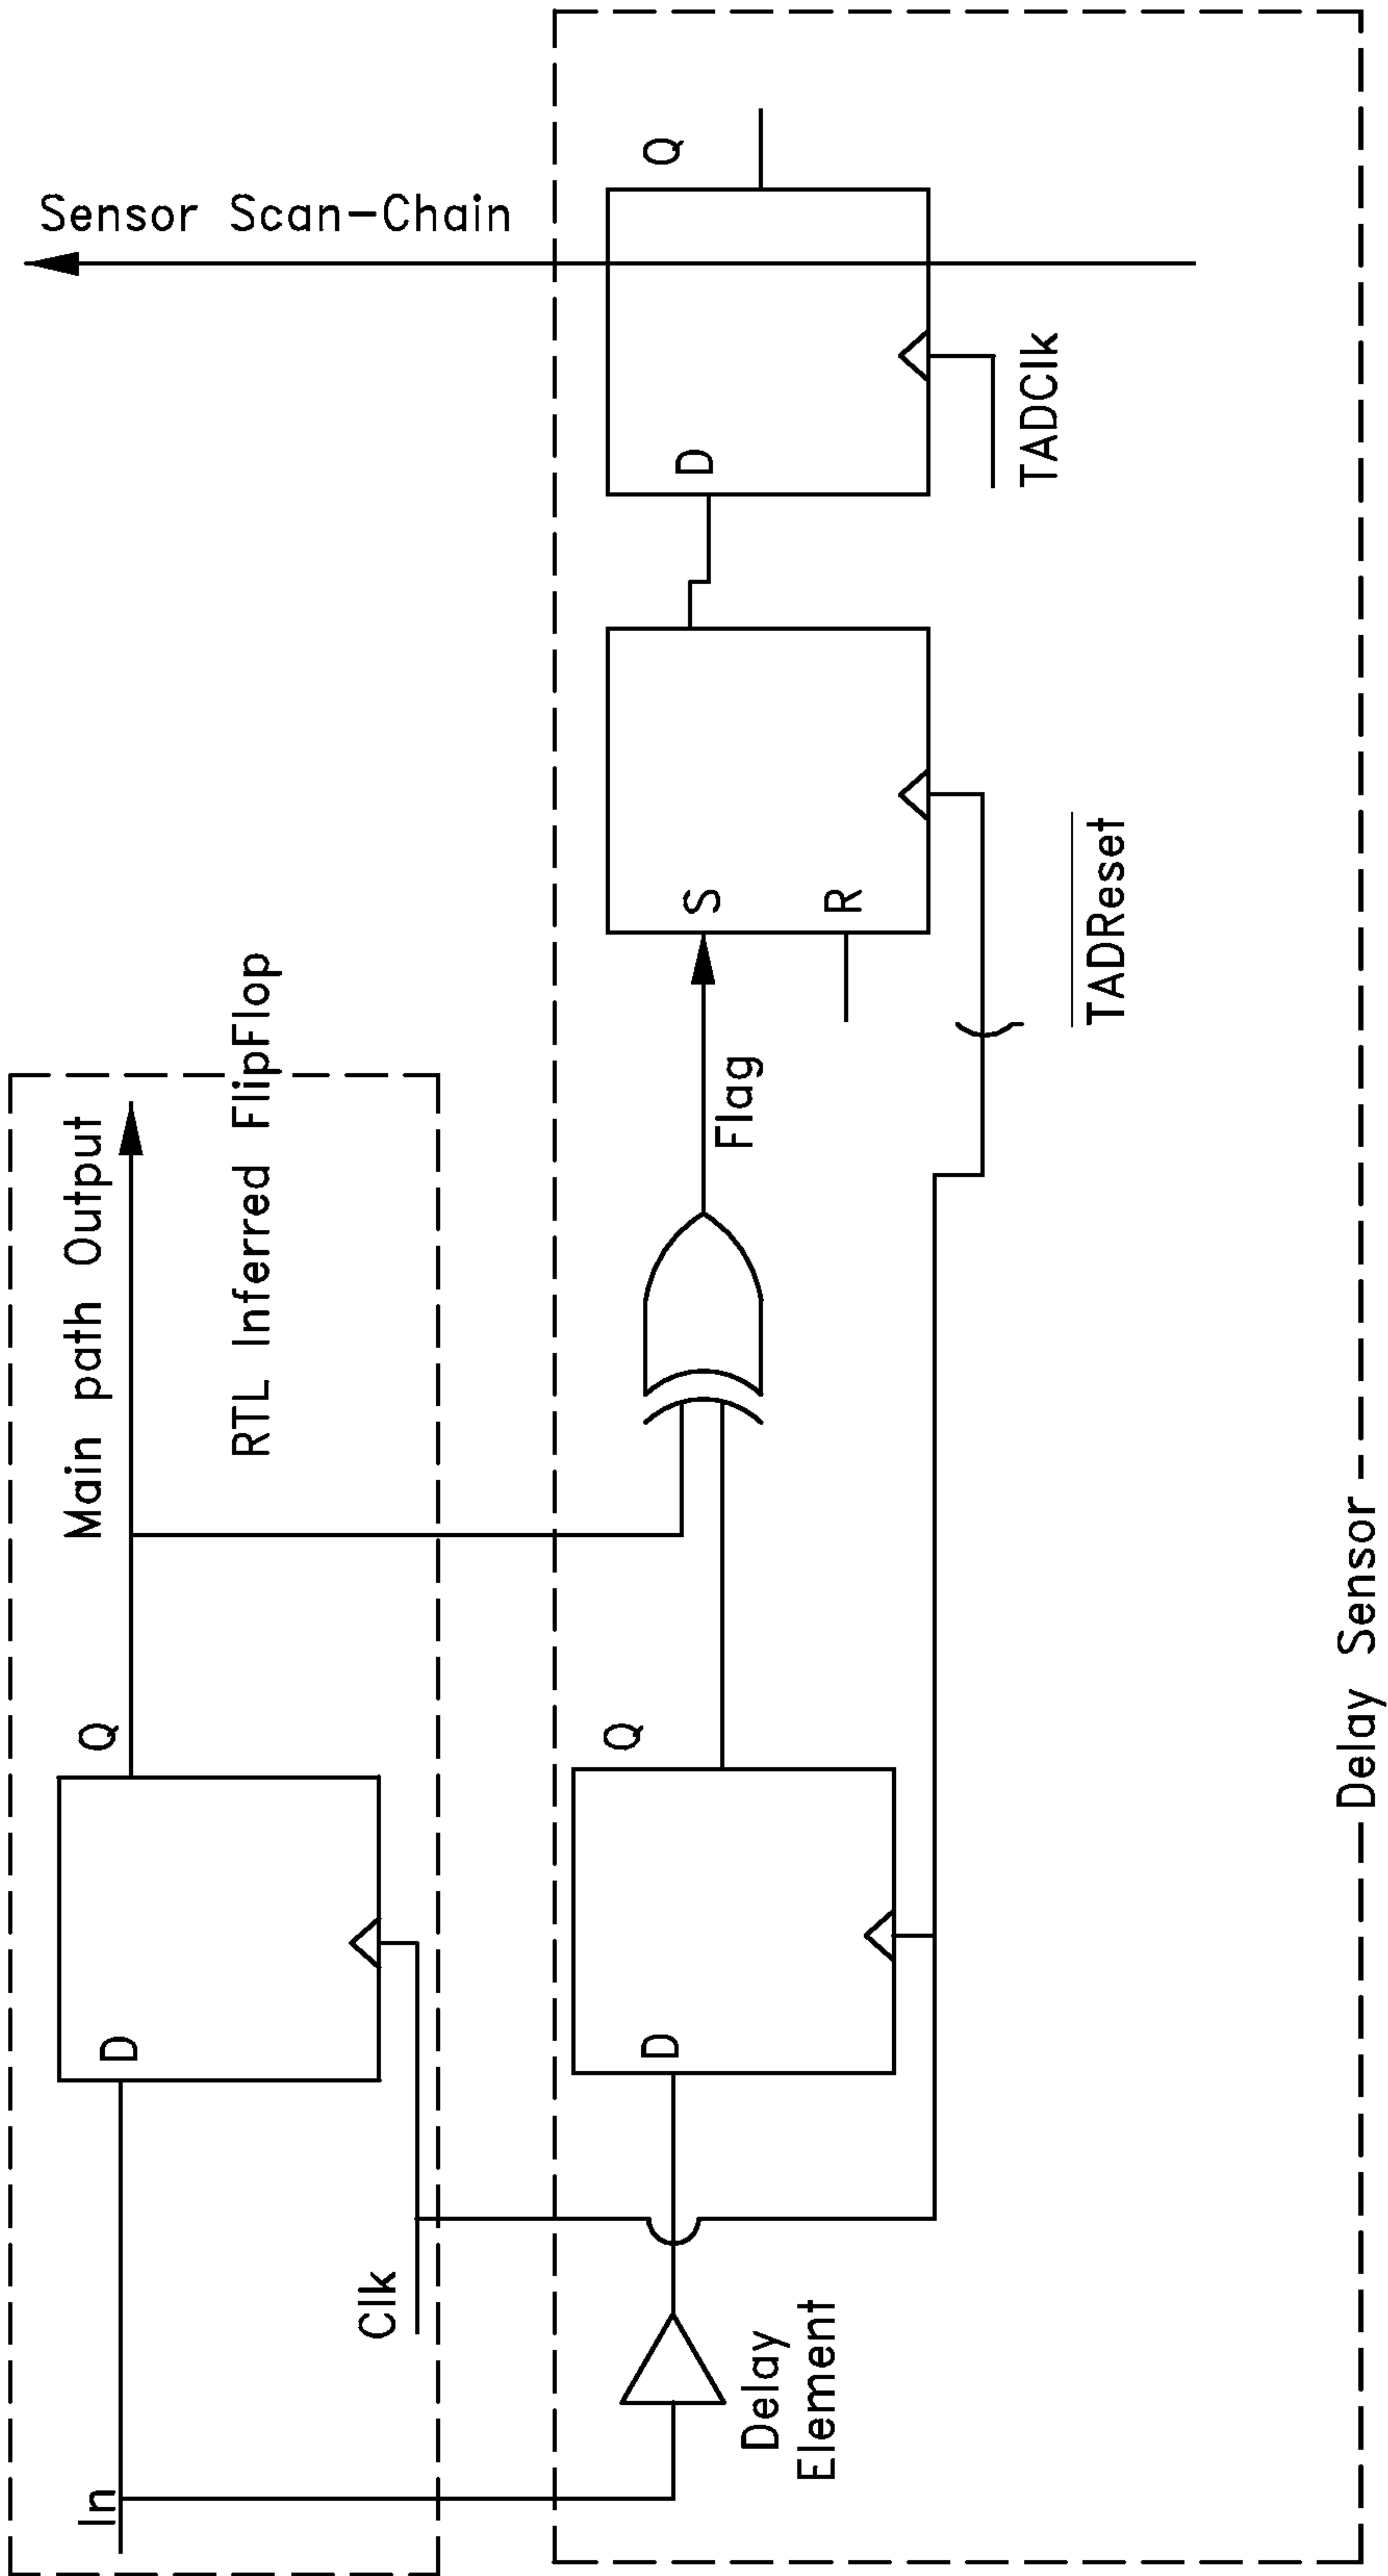 Sensor Scan-Chain
Main path Output
RTL Inferred FlipFlop
In
D
Q
Clk
Delay
Element
D
Q
Flag
S
R
TADReset
D
Q
TADClk
Delay Sensor